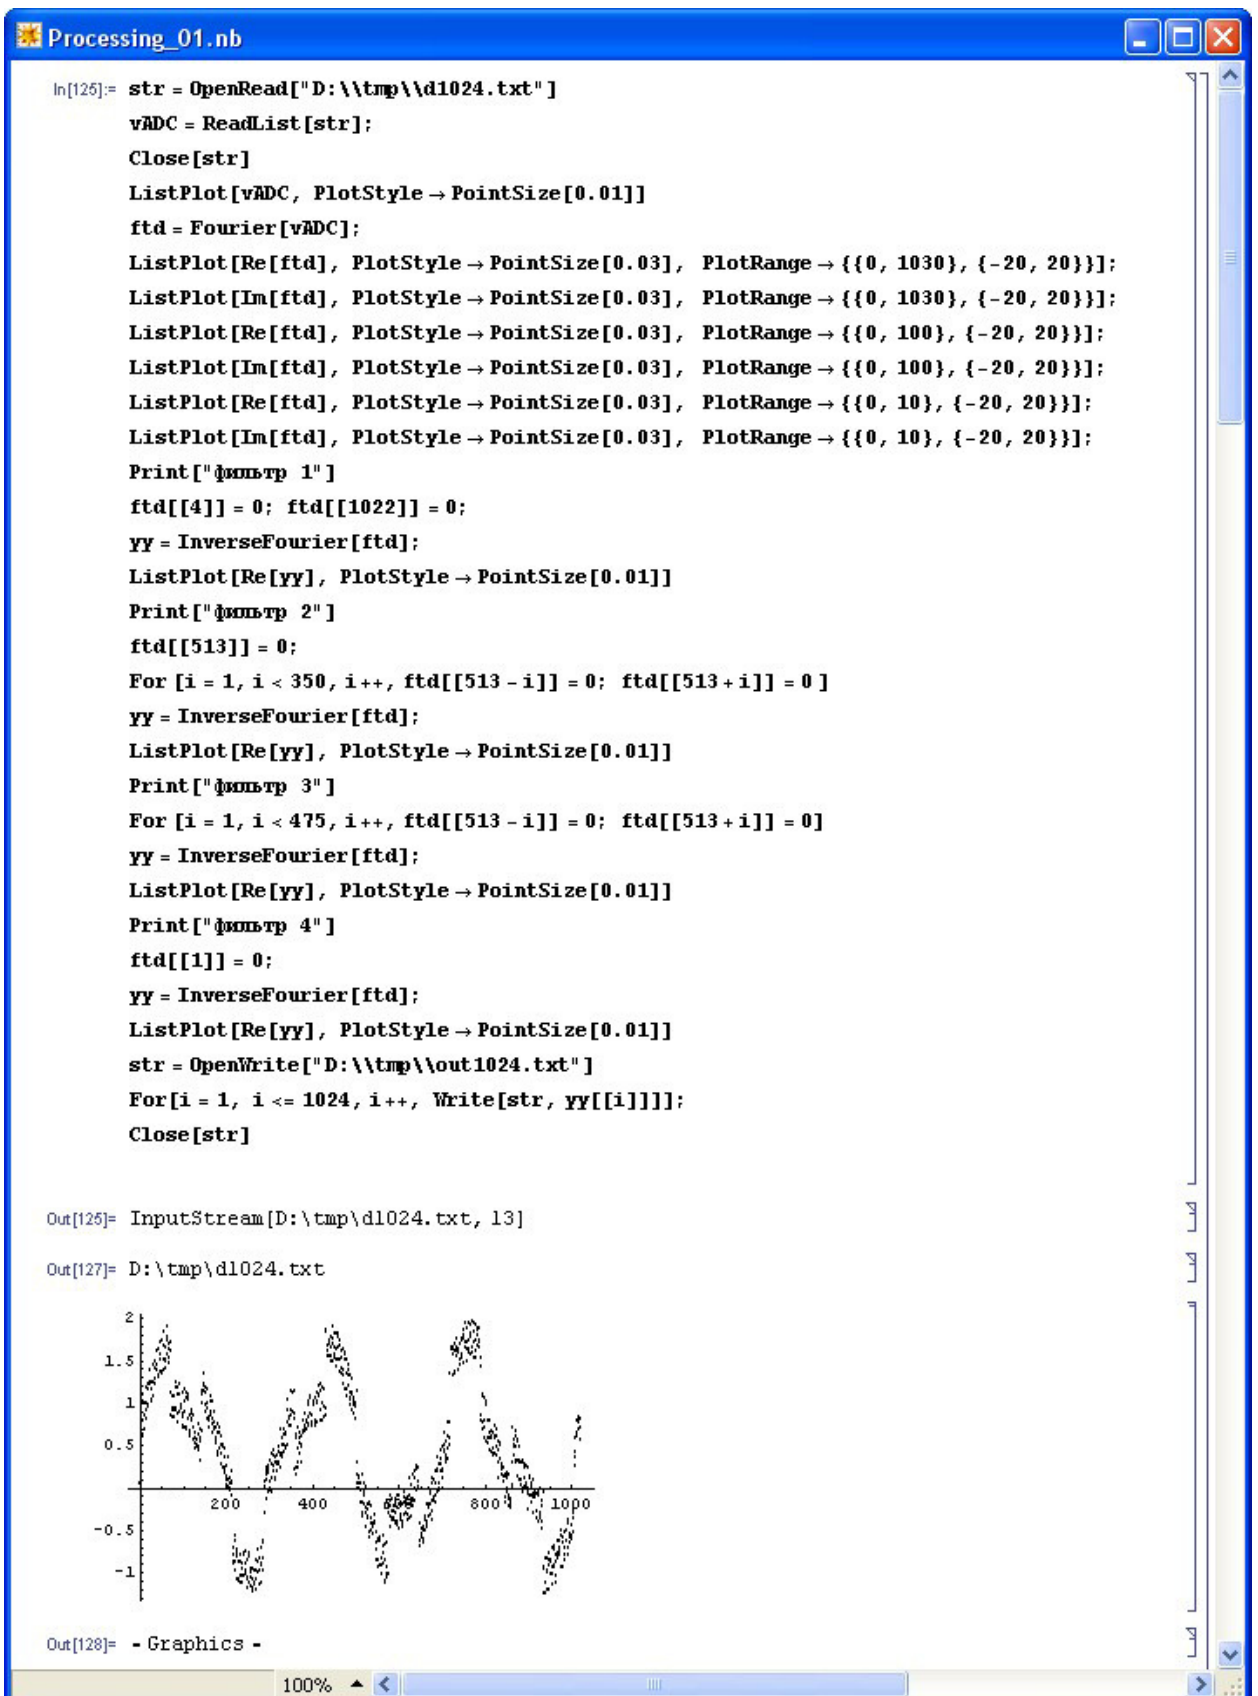 Processing_01.nb
In[125]:= str = OpenRead["D:\\tmp\\d1024.txt"]
vADC = ReadList[str];
Close[str]
ListPlot[vADC, PlotStyle → PointSize[0.01]]
ftd = Fourier[vADC];
ListPlot[Re[ftd], PlotStyle → PointSize[0.03], PlotRange → {{0, 1030}, {-20, 20}}];
ListPlot[Im[ftd], PlotStyle → PointSize[0.03], PlotRange → {{0, 1030}, {-20, 20}}];
ListPlot[Re[ftd], PlotStyle → PointSize[0.03], PlotRange → {{0, 100}, {-20, 20}}];
ListPlot[Im[ftd], PlotStyle → PointSize[0.03], PlotRange → {{0, 100}, {-20, 20}}];
ListPlot[Re[ftd], PlotStyle → PointSize[0.03], PlotRange → {{0, 10}, {-20, 20}}];
ListPlot[Im[ftd], PlotStyle → PointSize[0.03], PlotRange → {{0, 10}, {-20, 20}}];
Print["фильтр 1"]
ftd[[4]] = 0; ftd[[1022]] = 0;
yy = InverseFourier[ftd];
ListPlot[Re[yy], PlotStyle → PointSize[0.01]]
Print["фильтр 2"]
ftd[[513]] = 0;
For [i = 1, i < 350, i++, ftd[[513 - i]] = 0; ftd[[513 + i]] = 0 ]
yy = InverseFourier[ftd];
ListPlot[Re[yy], PlotStyle → PointSize[0.01]]
Print["фильтр 3"]
For [i = 1, i < 475, i++, ftd[[513 - i]] = 0; ftd[[513 + i]] = 0]
yy = InverseFourier[ftd];
ListPlot[Re[yy], PlotStyle → PointSize[0.01]]
Print["фильтр 4"]
ftd[[1]] = 0;
yy = InverseFourier[ftd];
ListPlot[Re[yy], PlotStyle → PointSize[0.01]]
str = OpenWrite["D:\\tmp\\out1024.txt"]
For[i = 1, i <= 1024, i++, Write[str, yy[[i]]]];
Close[str]
Out[125]= InputStream[D:\tmp\d1024.txt, 13]
Out[127]= D:\tmp\d1024.txt
2
1.5
1
0.5
200 400 800 1000
-0.5
-1
Out[128]= - Graphics -
100%